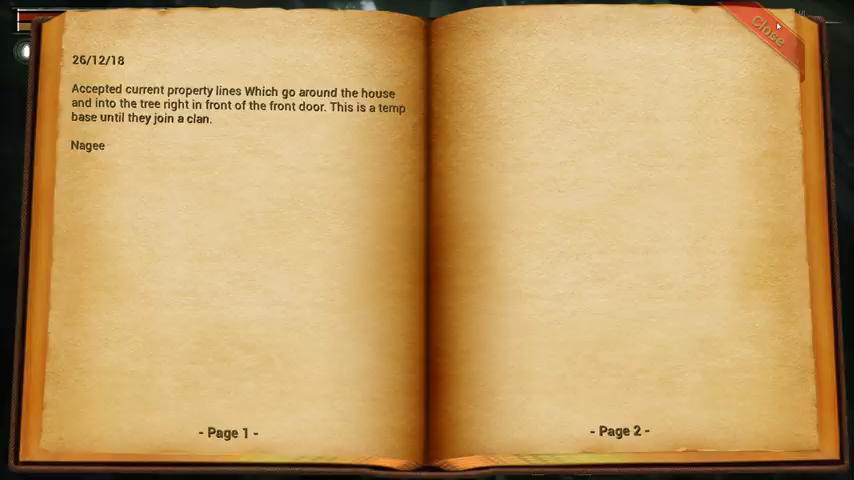 26/12/18
Accepted current property lines Which go around the house
and into the tree right in front of the front door. This is a temp
base until they join a clan.
Nagee
- Page 1 -
Close
- Page 2 -